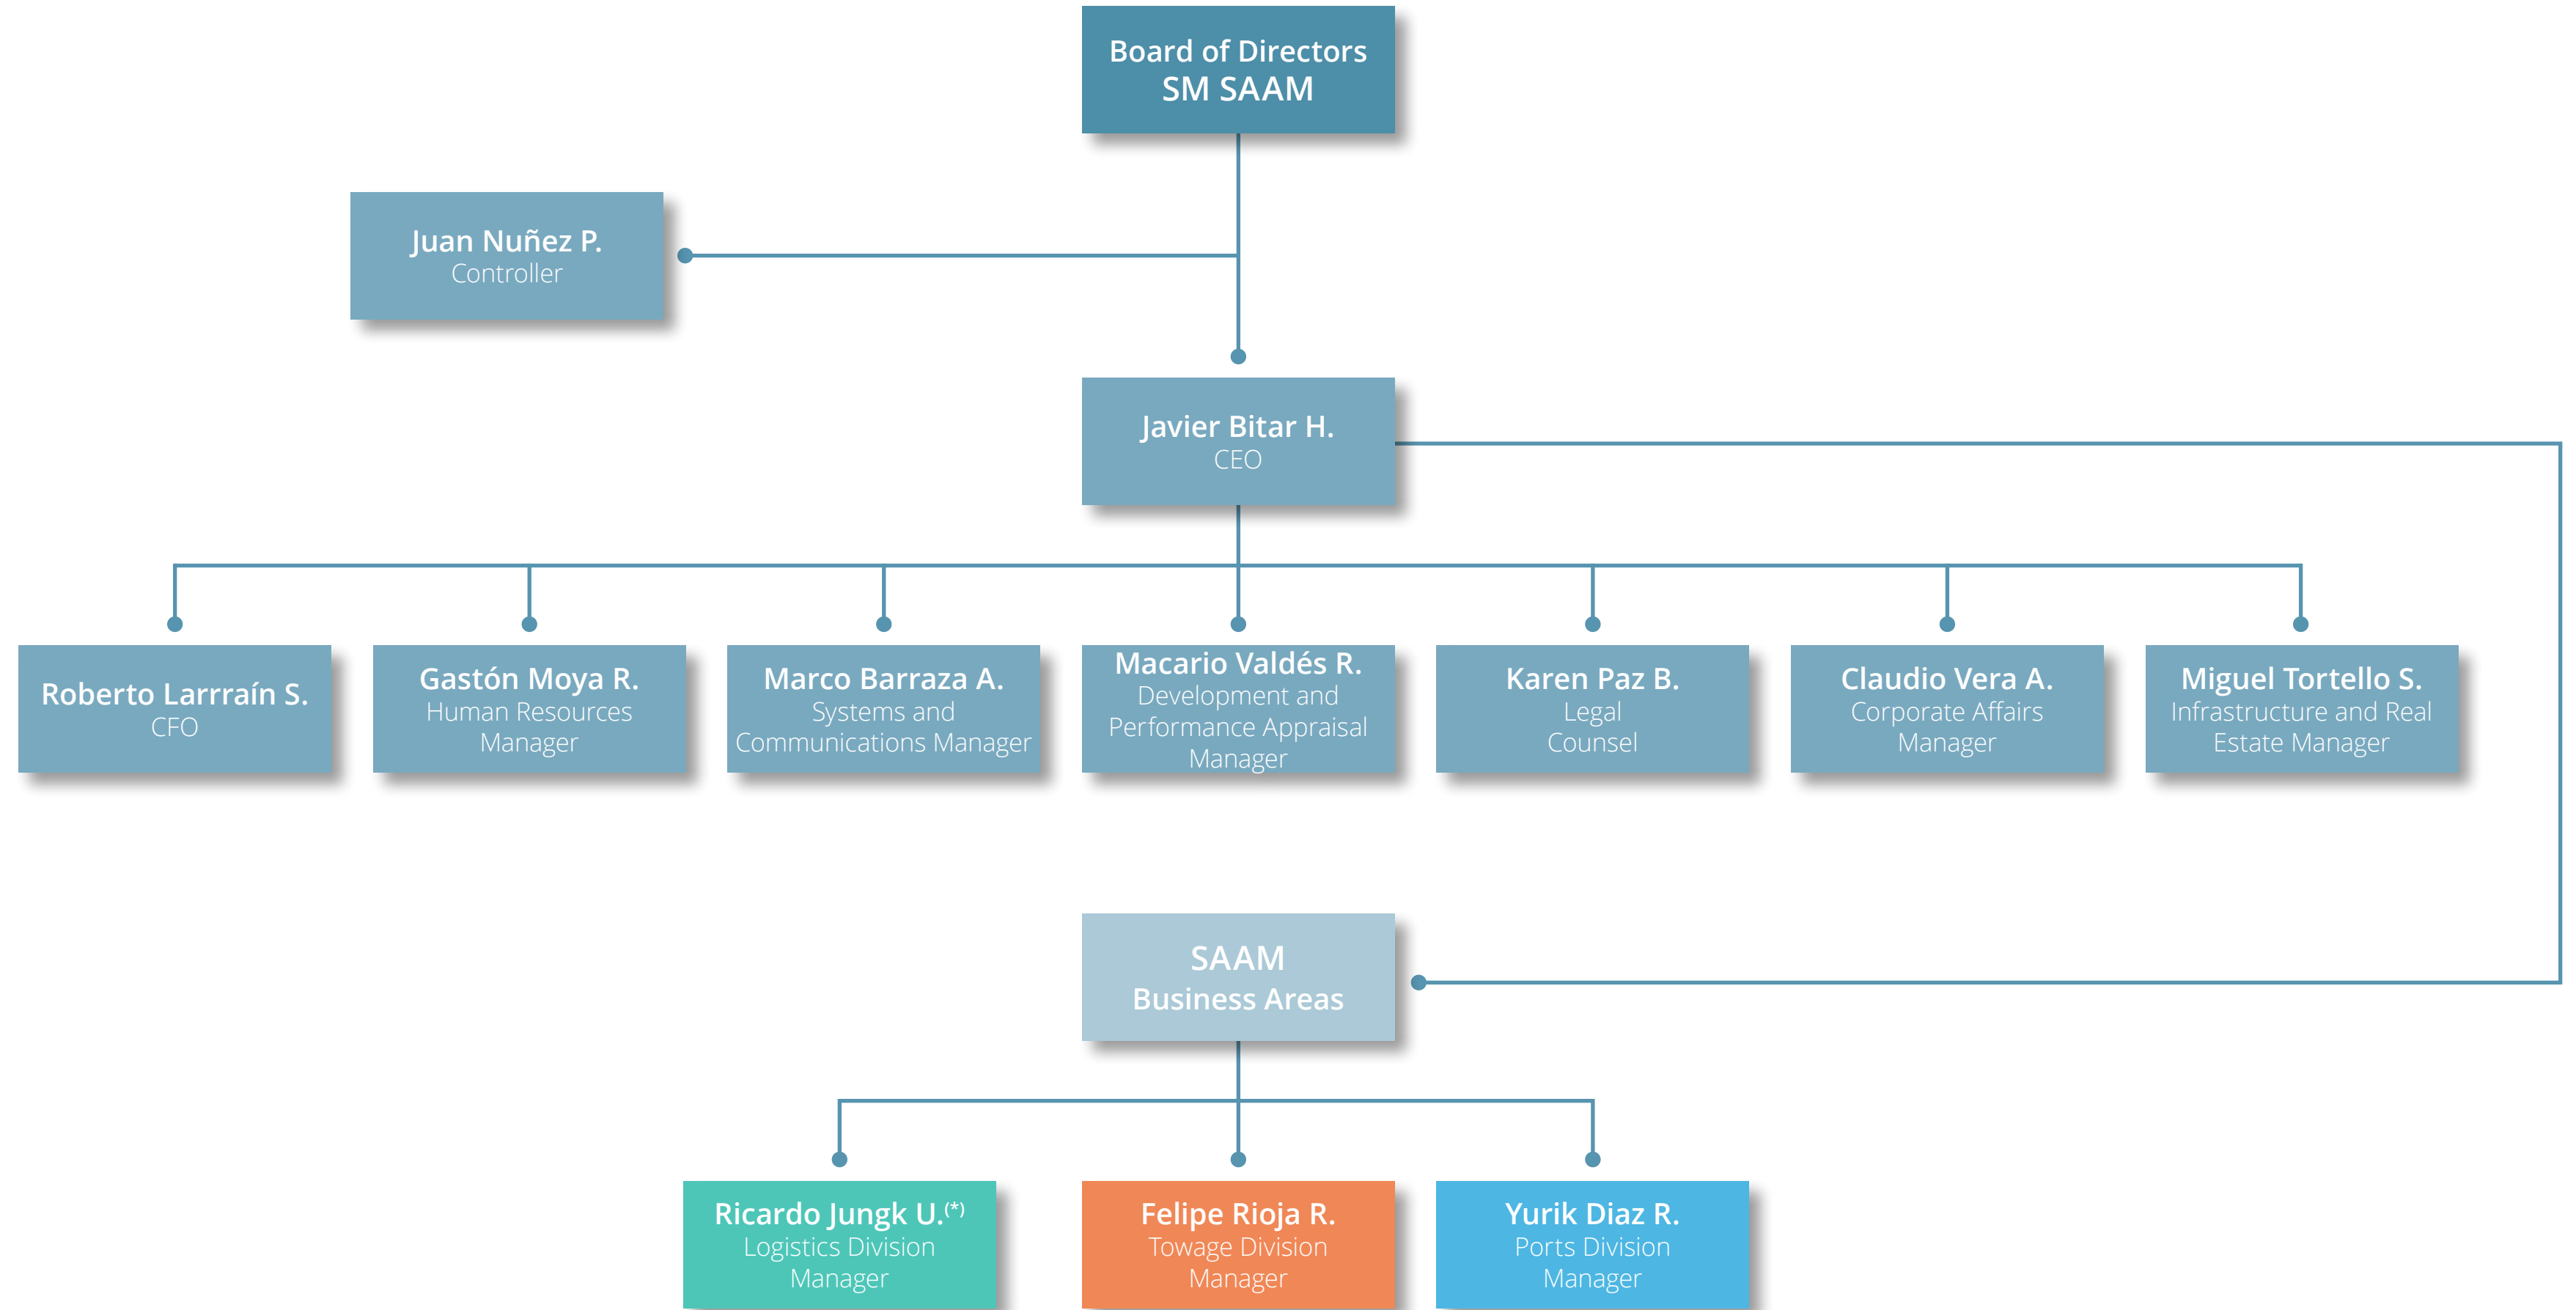 Board of Directors
SM SAAM
Juan Nuñez P.
Controller
Javier Bitar H.
CEO
Roberto Larrraín S.
CFO
Gastón Moya R.
Human Resources
Manager
Marco Barraza A.
Systems and
Communications Manager
Macario Valdés R.
Development and
Performance Appraisal
Manager
Karen Paz B.
Legal
Counsel
Claudio Vera A.
Corporate Affairs
Manager
Miguel Tortello S.
Infrastructure and Real
Estate Manager
SAAM
Business Areas
Ricardo Jungk U.(*)
Logistics Division
Manager
Felipe Rioja R.
Towage Division
Manager
Yurik Diaz R.
Ports Division
Manager